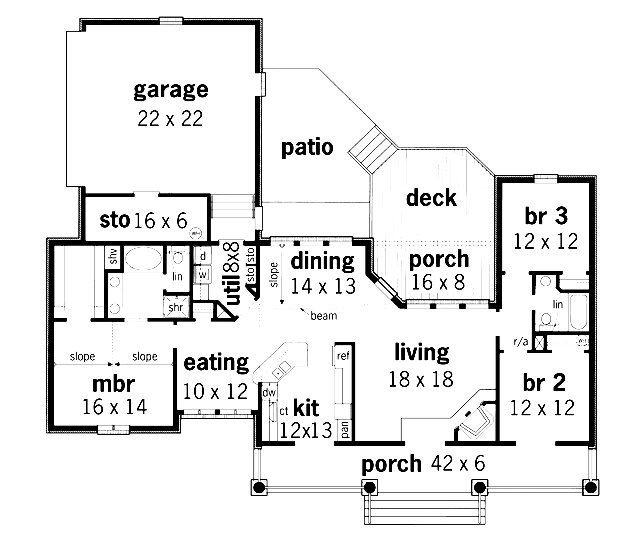 garage
22 x 22
patio
deck
sto 16 x 6
br 3
12 x 12
shv
lin
d
w
util 8x8
sto
sto
slope
dining
14 x 13
porch
16 x 8
lin
shr
beam
r/a
slope
slope
eating
10 x 12
ref
living
18 x 18
mbr
16 x 14
br 2
12 x 12
dw
ct
kit
12x13
pan
porch 42 x 6